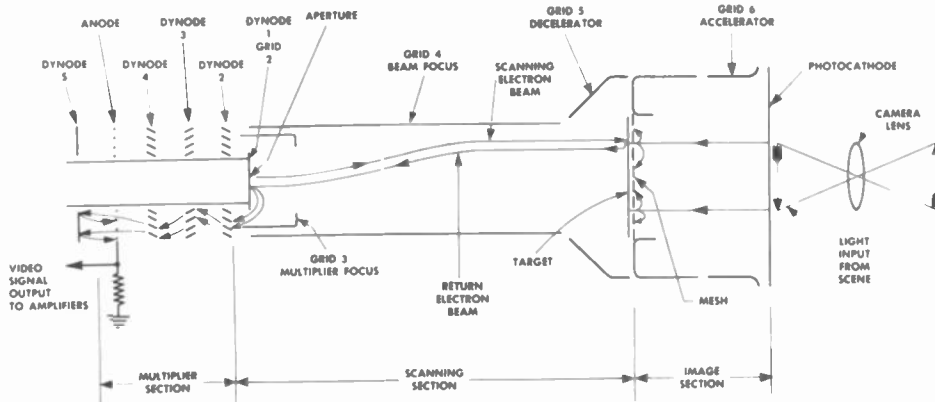 DYNODE
5
ANODE
DYNODE
4
DYNODE
3
DYNODE
2
DYNODE
1
GRID
2
APERTURE
GRID 4
BEAM FOCUS
SCANNING
ELECTRON
BEAM
GRID 5
DECELERATOR
GRID 6
ACCELERATOR
PHOTOCATHODE
CAMERA
LENS
VIDEO
SIGNAL
OUTPUT
TO AMPLIFIERS
GRID 3
MULTIPLIER FOCUS
RETURN
ELECTRON
BEAM
TARGET
MESH
LIGHT
INPUT
FROM
SCENE
MULTIPLIER
SECTION
SCANNING
SECTION
IMAGE
SECTION